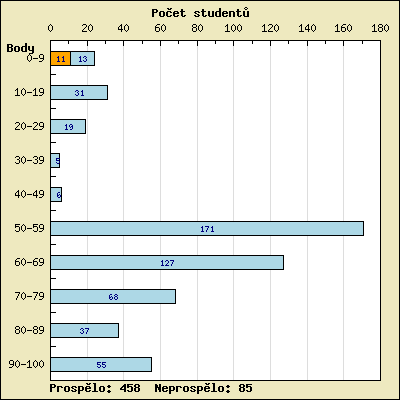 Počet studentů
0 20 40 60 80 100 120 140 160 180
Body
0-9 11 13
10-19 31
20-29 19
30-39 5
40-49 6
50-59 171
60-69 127
70-79 68
80-89 37
90-100 55
Prospělo: 458 Neprospělo: 85